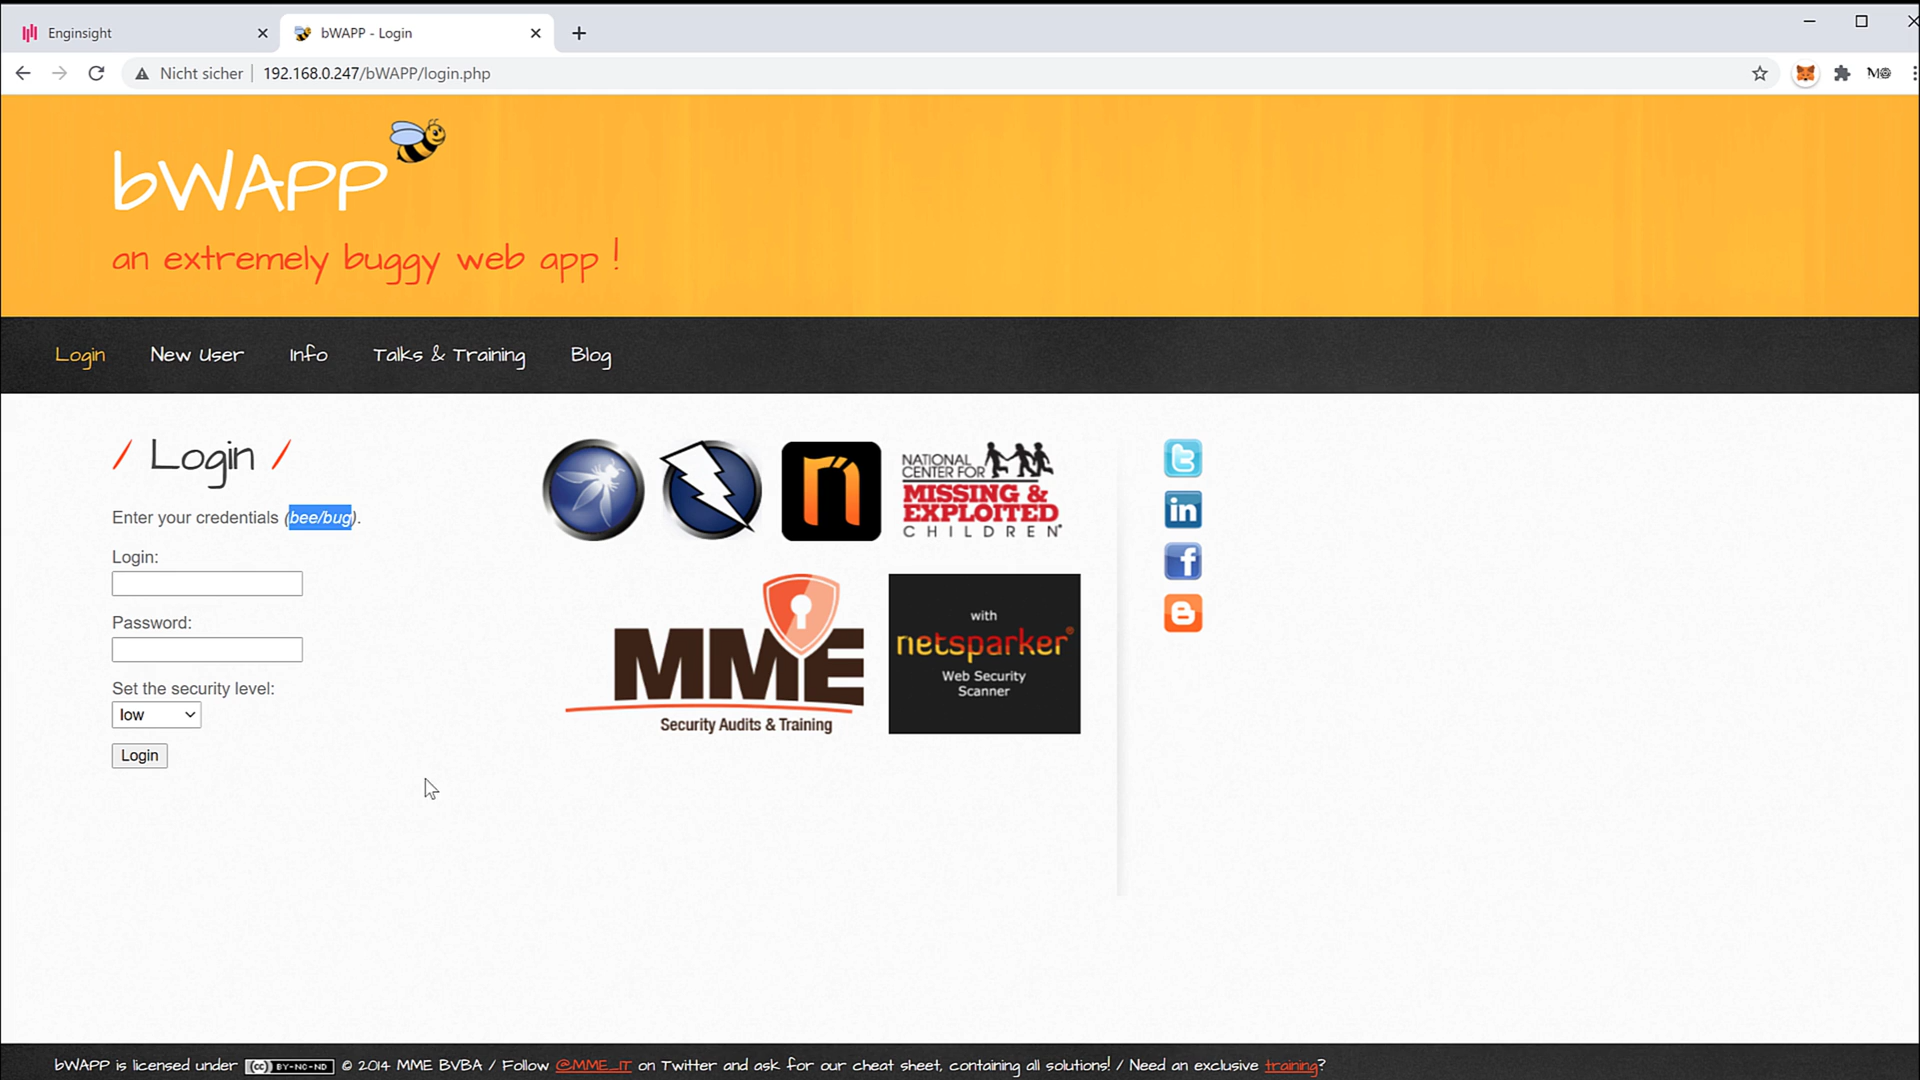 Enginsight
bWAPP - Login
Nicht sicher
192.168.0.247/bWAPP/login.php
bWAPP
an extremely buggy web app !
Login
New User
Info
Talks & Training
Blog
/ Login /
Enter your credentials (bee/bug).
Login:
Password:
Set the security level:
low
Login
NATIONAL
CENTER FOR
MISSING &
EXPLOITED
CHILDREN®
MME
Security Audits & Training
with
netsparker®
Web Security
Scanner
bWAPP is licensed under (cc) BY-NC-ND © 2014 MME BVBA / Follow @MME_IT on Twitter and ask for our cheat sheet, containing all solutions! / Need an exclusive training?